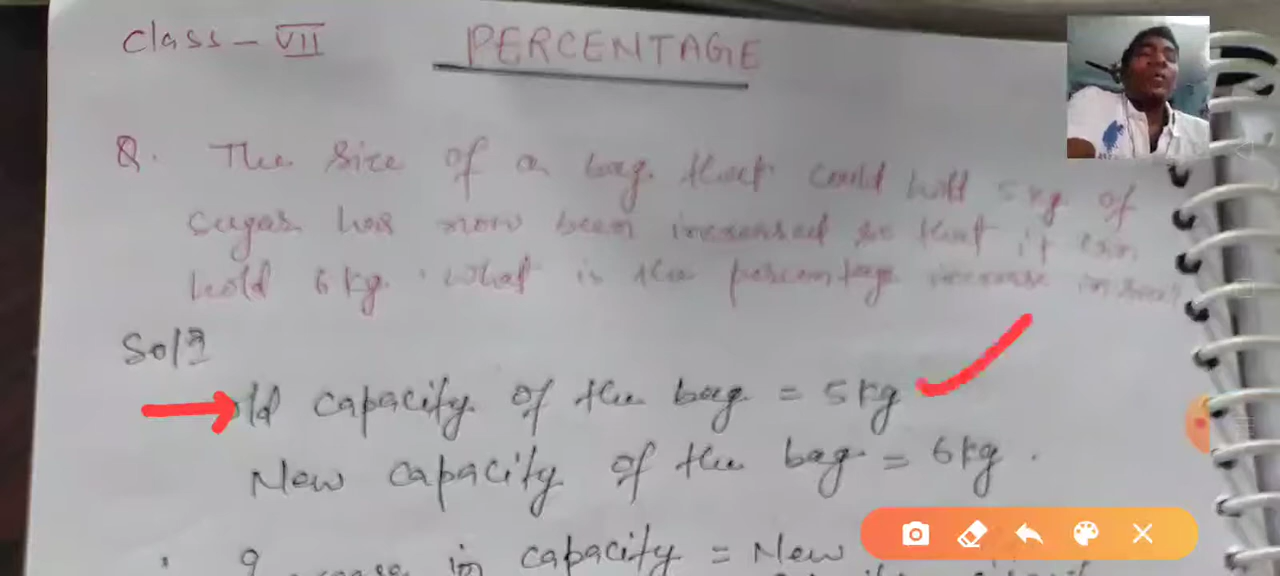 Class - VII PERCENTAGE
Q. The size of a bag that could hold 5 kg of
sugar has now been increased so that it can
hold 6 kg. What is the percentage increase in
Sol?
old capacity of the bag = 5 kg
New capacity of the bag = 6 kg.
in capacity = New